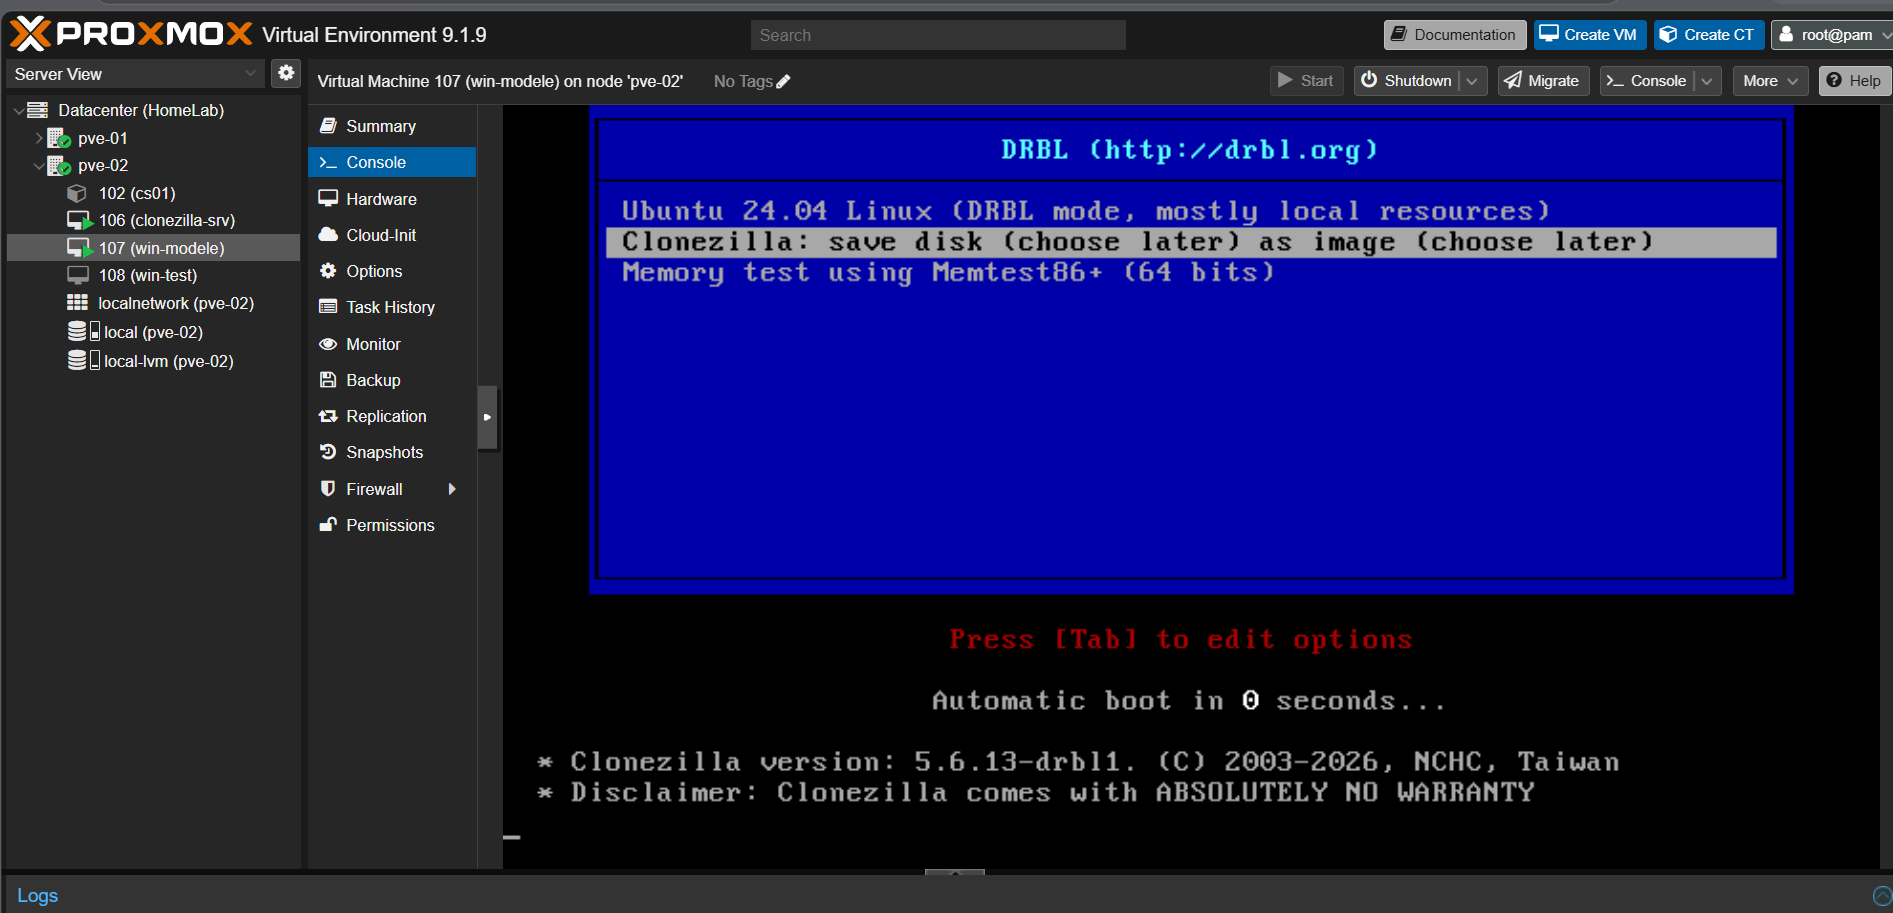 PROXMOX Virtual Environment 9.1.9
Search
Documentation
Create VM
Create CT
root@pam
Server View
Virtual Machine 107 (win-modele) on node 'pve-02'
No Tags
Start
Shutdown
Migrate
Console
More
Help
Datacenter (HomeLab)
pve-01
pve-02
102 (cs01)
106 (clonezilla-srv)
107 (win-modele)
108 (win-test)
localnetwork (pve-02)
local (pve-02)
local-lvm (pve-02)
Summary
Console
Hardware
Cloud-Init
Options
Task History
Monitor
Backup
Replication
Snapshots
Firewall
Permissions
DRBL (http://drbl.org)
Ubuntu 24.04 Linux (DRBL mode, mostly local resources)
Clonezilla: save disk (choose later) as image (choose later)
Memory test using Memtest86+ (64 bits)
Press [Tab] to edit options
Automatic boot in 0 seconds...
* Clonezilla version: 5.6.13-drbl1. (C) 2003-2026, NCHC, Taiwan
* Disclaimer: Clonezilla comes with ABSOLUTELY NO WARRANTY
Logs